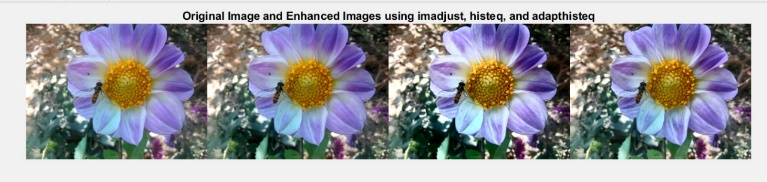 Original Image and Enhanced Images using imadjust, histeq, and adapthisteq